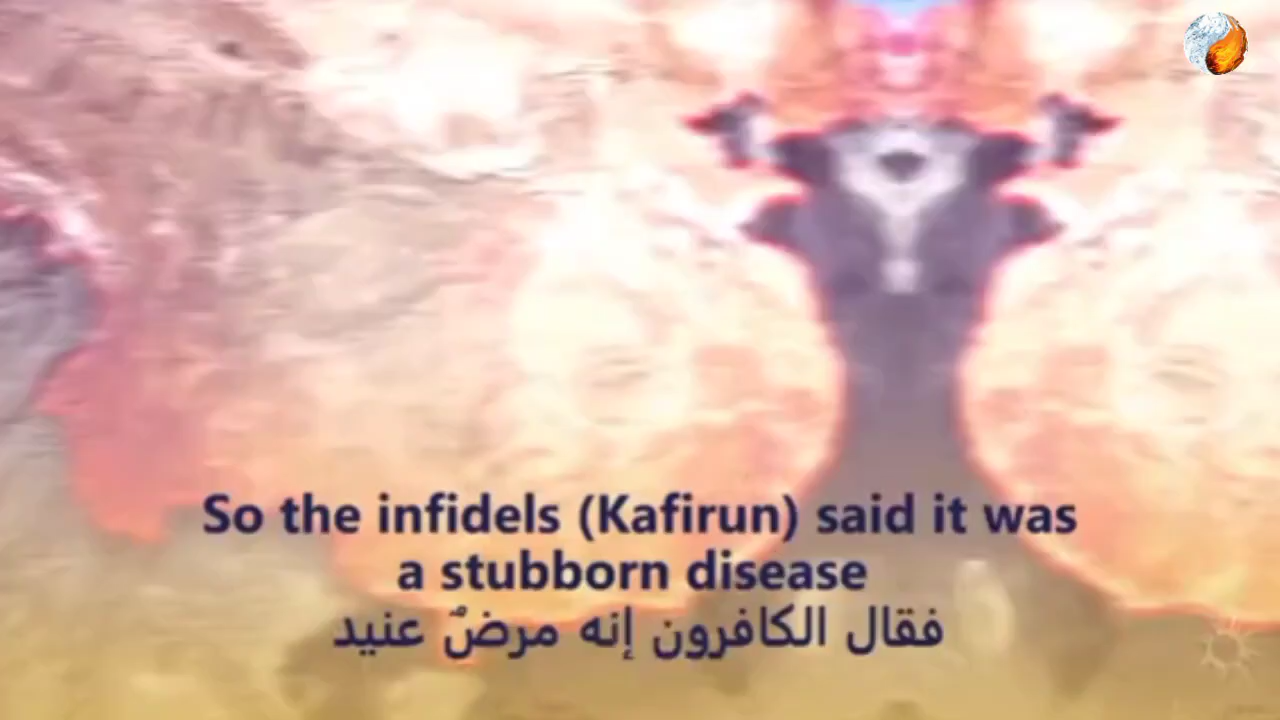 So the infidels (Kafirun) said it was
a stubborn disease
فقال الكافرون إنه مرضٌ عنيد